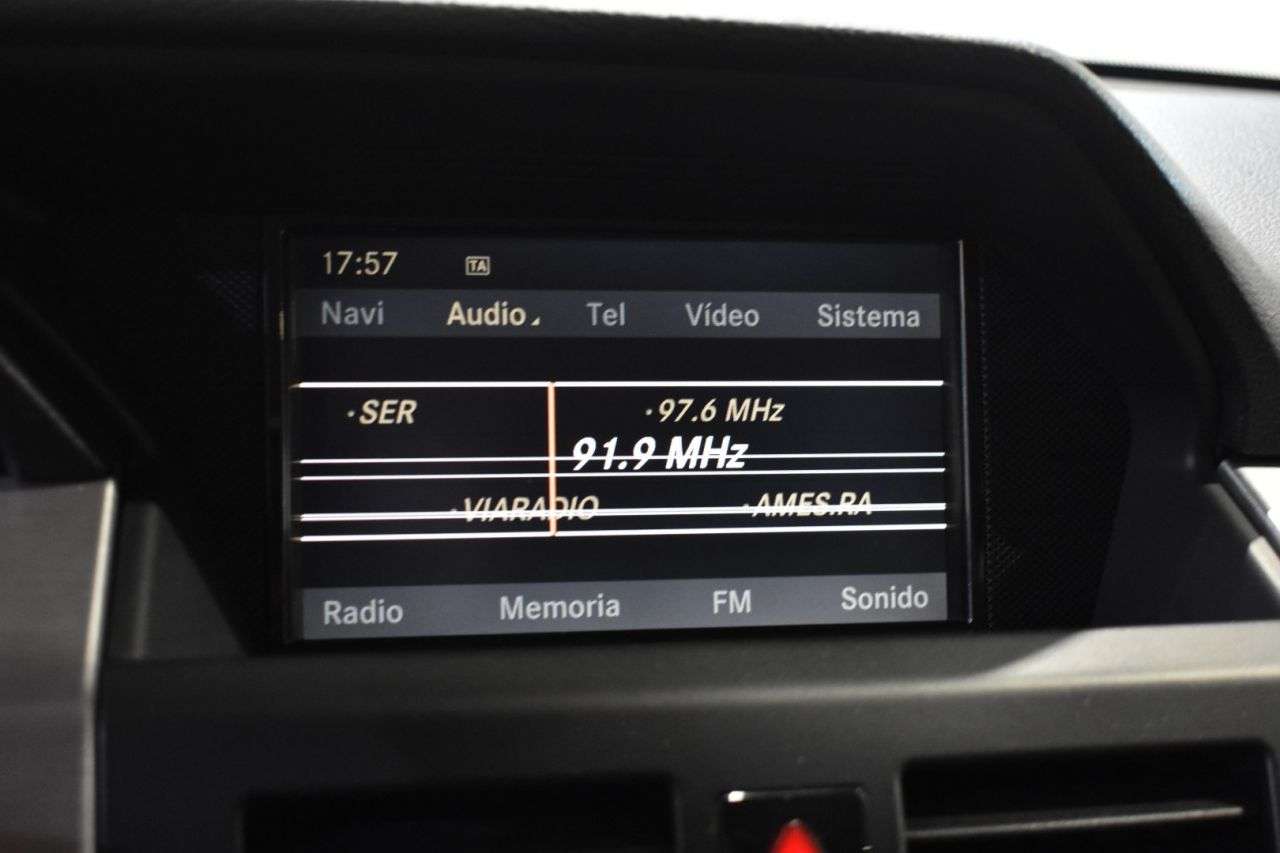 17:57 TA
Navi Audio Tel Vídeo Sistema
·SER ·97.6 MHz
91.9 MHz
·VIARADIO ·AMES.RA
Radio Memoria FM Sonido